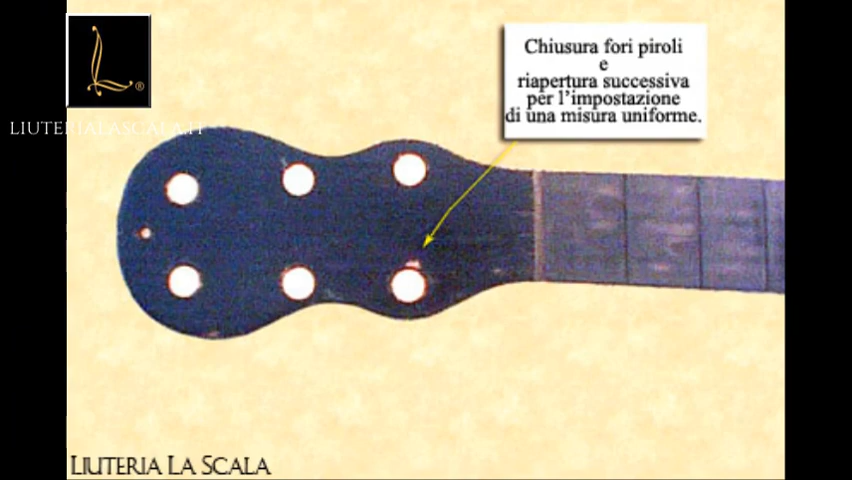 L®
LIUTERIALASCALA.IT
Chiusura fori piroli
e
riapertura successiva
per l'impostazione
di una misura uniforme.
LIUTERIA LA SCALA